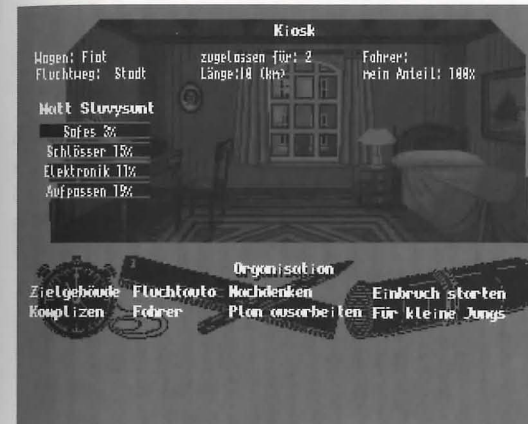 Kiosk
Wagen: Fiat zugelassen für: 2 Fahrer:
Fluchtweg: Stadt Länge:10 (km) mein Anteil: 100%
Matt Stuvysunt
Safes 3%
Schlösser 15%
Elektronik 11%
Aufpassen 19%
Organisation
Zielgebäude Fluchtauto Nachdenken Einbruch starten
Komplizen Fahrer Plan ausarbeiten Für kleine Jungs